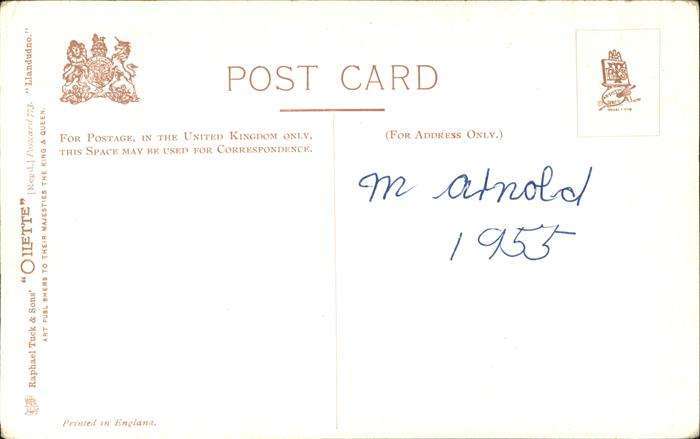 POST CARD
FOR POSTAGE, IN THE UNITED KINGDOM ONLY,
THIS SPACE MAY BE USED FOR CORRESPONDENCE.
(FOR ADDRESS ONLY.)
M Arnold
1955
Raphael Tuck & Sons' "OILETTE" [Regd.] Postcard 773. "Llandudno."
ART PUBLISHERS TO THEIR MAJESTIES THE KING & QUEEN.
Printed in England.